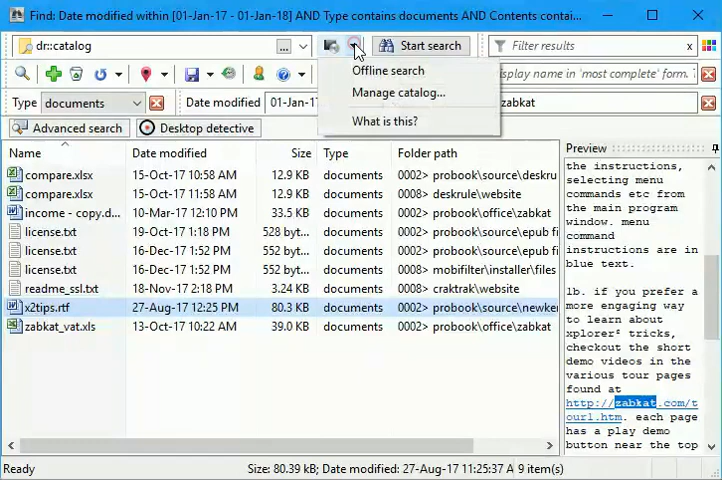 Find: Date modified within [01-Jan-17 - 01-Jan-18] AND Type contains documents AND Contents contai...
dr::catalog
...
Start search
Filter results
x
Offline search
Manage catalog...
What is this?
display name in 'most complete' form.
Type
documents
Date modified
01-Jan-17
zabkat
Advanced search
Desktop detective
Name Date modified Size Type Folder path
compare.xlsx 15-Oct-17 10:58 AM 12.9 KB documents 0002> probook\source\deskru
compare.xlsx 15-Oct-17 11:58 AM 12.9 KB documents 0008> deskrule\website
income - copy.d... 10-Mar-17 12:10 PM 33.5 KB documents 0002> probook\office\zabkat
license.txt 19-Oct-17 1:18 PM 528 byt... documents 0002> probook\source\epub fi
license.txt 16-Dec-17 1:52 PM 552 byt... documents 0002> probook\source\epub fi
license.txt 16-Dec-17 1:52 PM 552 byt... documents 0008> mobifilter\installer\files
readme_ssl.txt 18-Nov-17 2:18 PM 3.24 KB documents 0008> craktrak\website
x2tips.rtf 27-Aug-17 12:25 PM 80.3 KB documents 0002> probook\source\newker
zabkat_vat.xls 13-Oct-17 10:22 AM 39.0 KB documents 0002> probook\office\zabkat
Preview
the instructions,
selecting menu
commands etc from
the main program
window. menu
command
instructions are in
blue text.
1b. if you prefer a
more engaging way
to learn about
xplorer² tricks,
checkout the short
demo videos in the
various tour pages
found at
http://zabkat.com/t
our1.htm. each page
has a play demo
button near the top
Ready
Size: 80.39 kB; Date modified: 27-Aug-17 11:25:37 A
9 item(s)